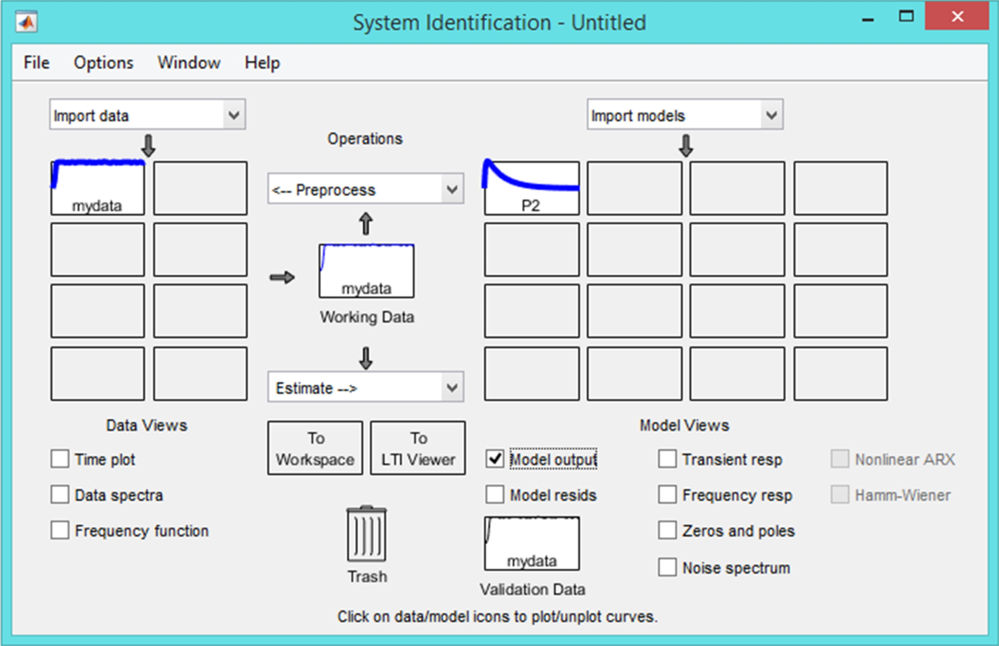 System Identification - Untitled
File Options Window Help
Import data
Import models
Operations
mydata
<-- Preprocess
P2
mydata
Working Data
Estimate -->
Data Views
Model Views
To
Workspace
To
LTI Viewer
Time plot
Data spectra
Frequency function
Trash
Model output
Model resids
mydata
Validation Data
Transient resp
Frequency resp
Zeros and poles
Noise spectrum
Nonlinear ARX
Hamm-Wiener
Click on data/model icons to plot/unplot curves.